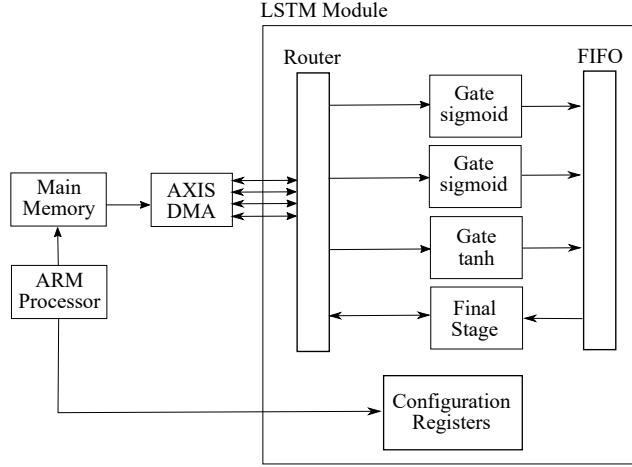 LSTM Module
Router
FIFO
Gate
sigmoid
Gate
sigmoid
Main
Memory
AXIS
DMA
Gate
tanh
ARM
Processor
Final
Stage
Configuration
Registers